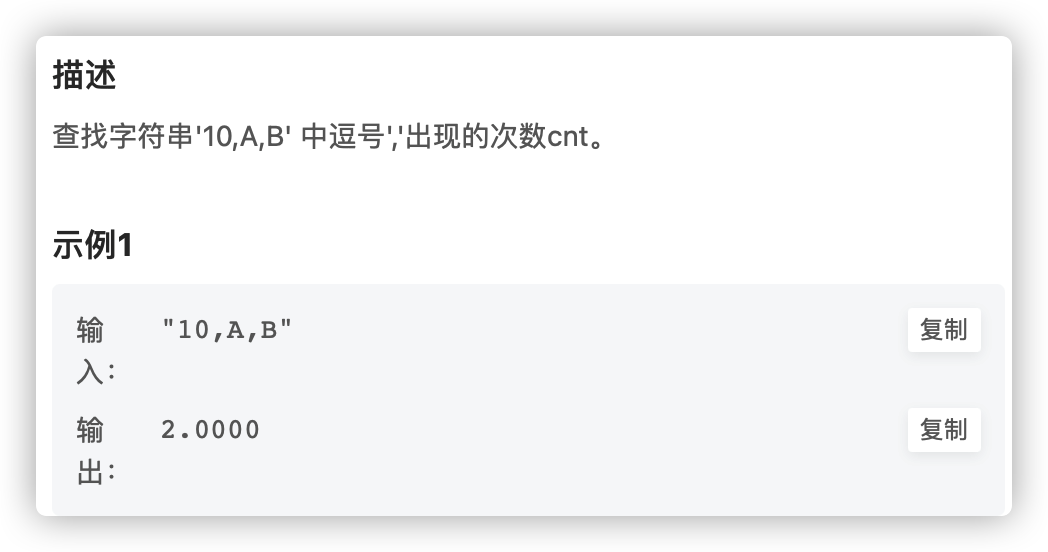 描述
查找字符串'10,A,B' 中逗号','出现的次数cnt。
示例1
输 "10,A,B" 复制
入：
输 2.0000 复制
出：